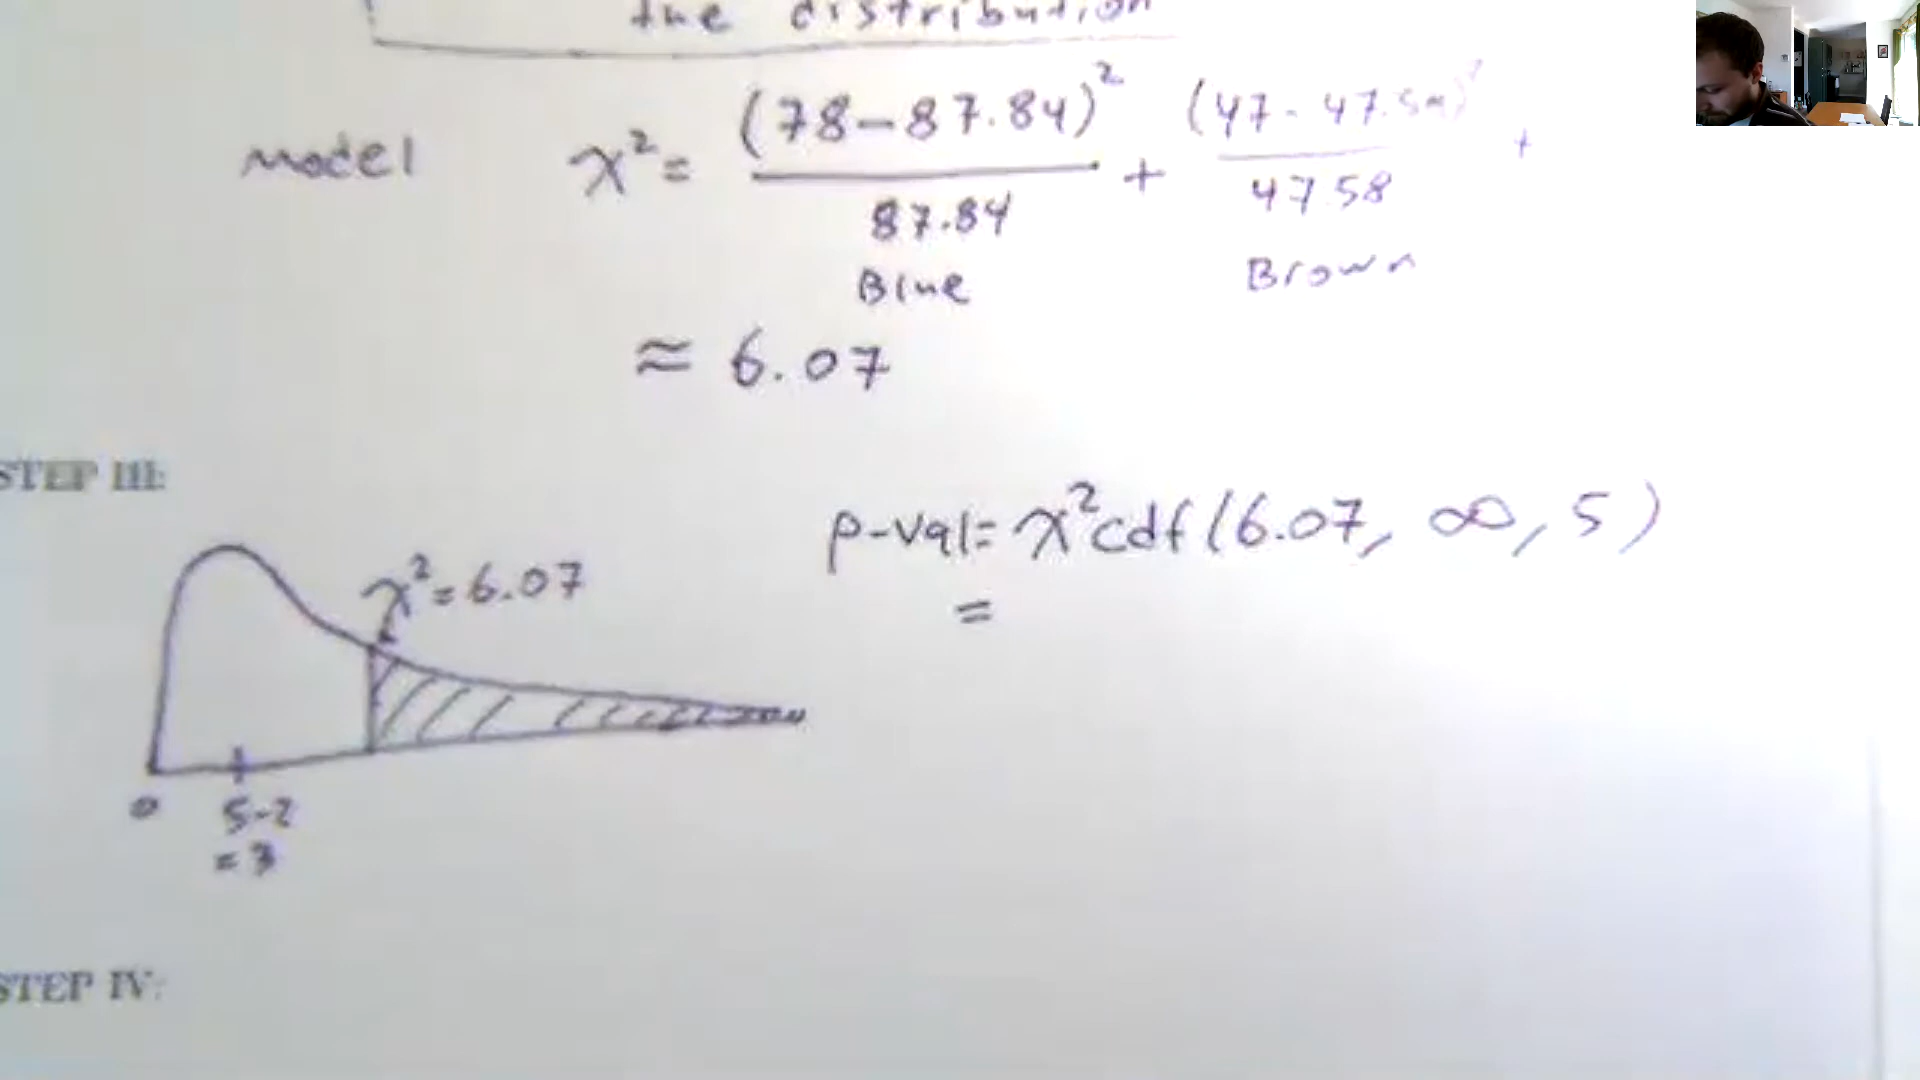 the distribution
model χ² = (78-87.84)² / 87.84 + (47-47.58)² / 47.58 +
Blue Brown
≈ 6.07
STEP III:
p-val = χ²cdf(6.07, ∞, 5)
=
χ² = 6.07
0 5-2
= 3
STEP IV: